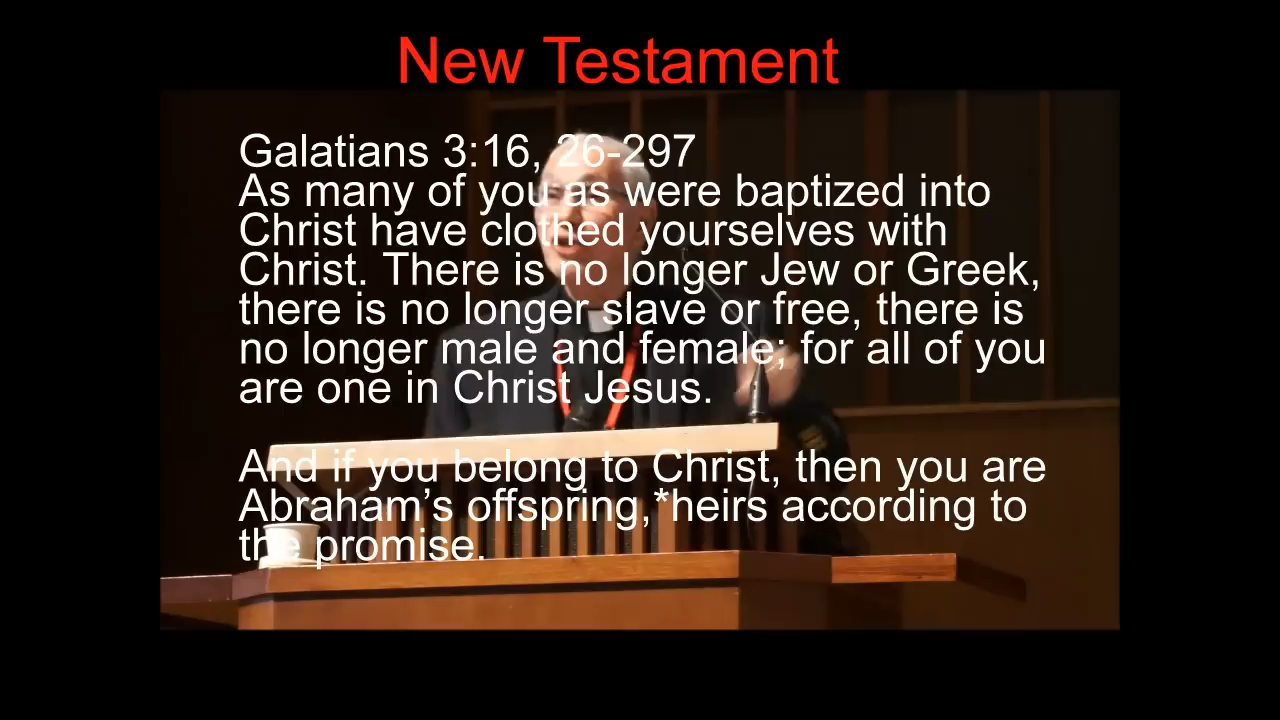 New Testament
Galatians 3:16, 26-297
As many of you as were baptized into
Christ have clothed yourselves with
Christ. There is no longer Jew or Greek,
there is no longer slave or free, there is
no longer male and female; for all of you
are one in Christ Jesus.
And if you belong to Christ, then you are
Abraham’s offspring,*heirs according to
the promise.